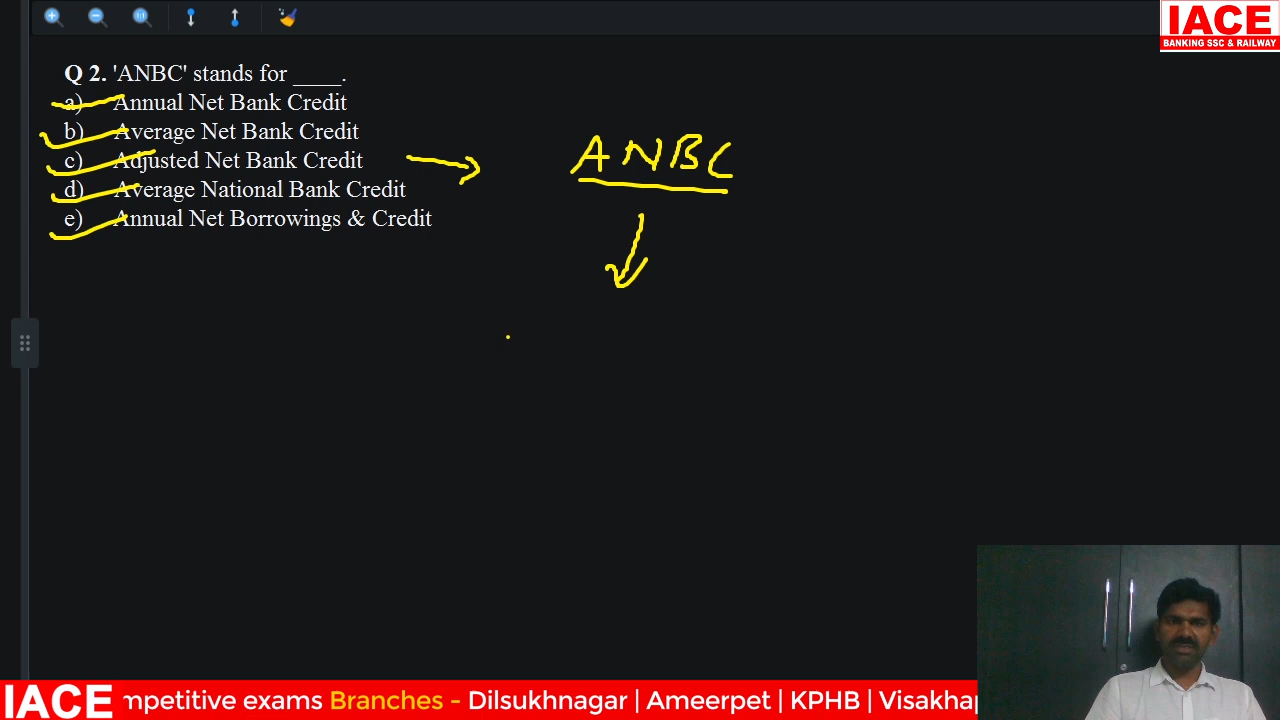 IACE
BANKING SSC & RAILWAY
Q 2. 'ANBC' stands for ____.
a) Annual Net Bank Credit
b) Average Net Bank Credit
c) Adjusted Net Bank Credit
d) Average National Bank Credit
e) Annual Net Borrowings & Credit
ANBC
IACE mpetitive exams Branches - Dilsukhnagar | Ameerpet | KPHB | Visakhap